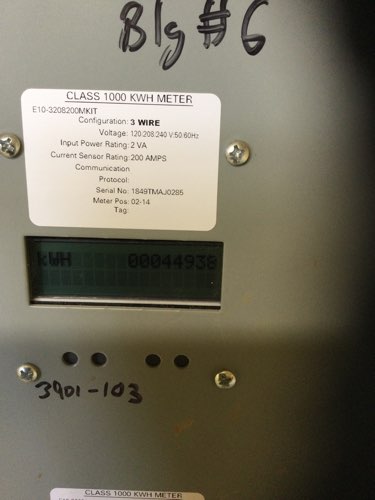 Blg #6
CLASS 1000 KWH METER
E10-3208200MKIT
Configuration: 3 WIRE
Voltage: 120;208;240 V:50;60Hz
Input Power Rating: 2 VA
Current Sensor Rating: 200 AMPS
Communication
Protocol:
Serial No: 1849TMAJ0295
Meter Pos: 02-14
Tag:
kWH 00044938
3901-103
CLASS 1000 KWH METER